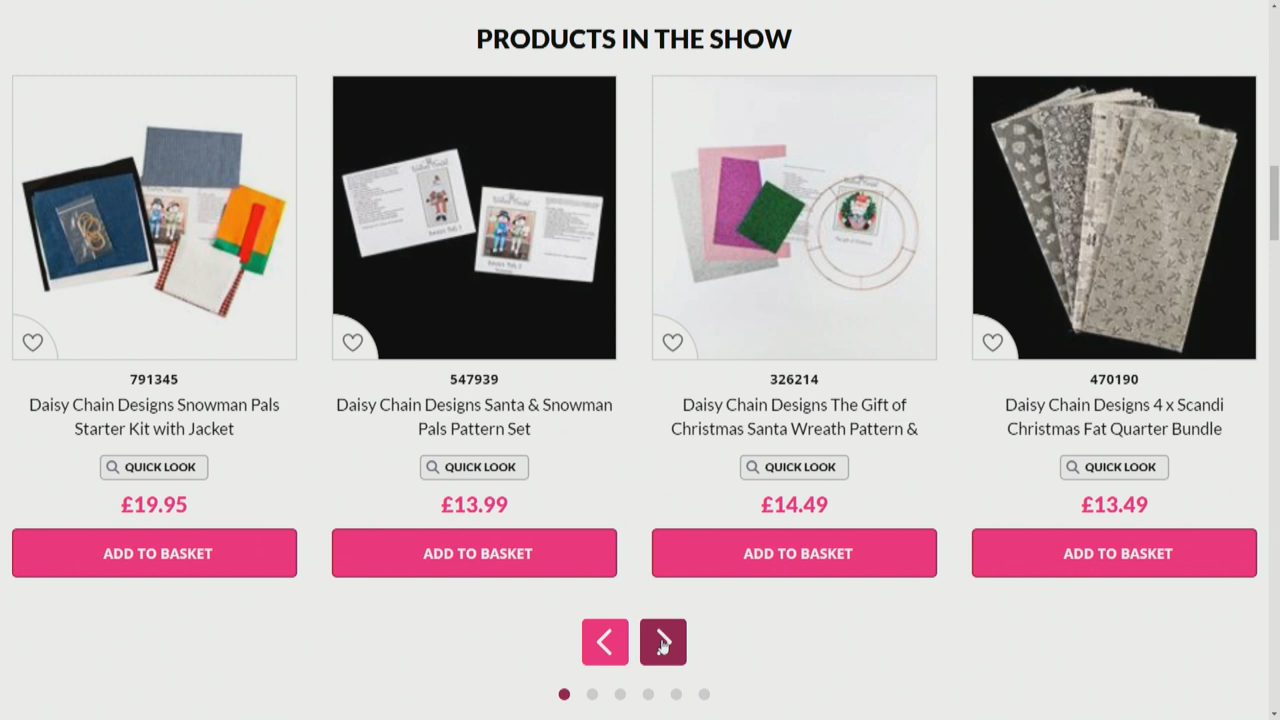 PRODUCTS IN THE SHOW
791345
Daisy Chain Designs Snowman Pals
Starter Kit with Jacket
QUICK LOOK
£19.95
ADD TO BASKET
547939
Daisy Chain Designs Santa & Snowman
Pals Pattern Set
QUICK LOOK
£13.99
ADD TO BASKET
326214
Daisy Chain Designs The Gift of
Christmas Santa Wreath Pattern &
QUICK LOOK
£14.49
ADD TO BASKET
470190
Daisy Chain Designs 4 x Scandi
Christmas Fat Quarter Bundle
QUICK LOOK
£13.49
ADD TO BASKET